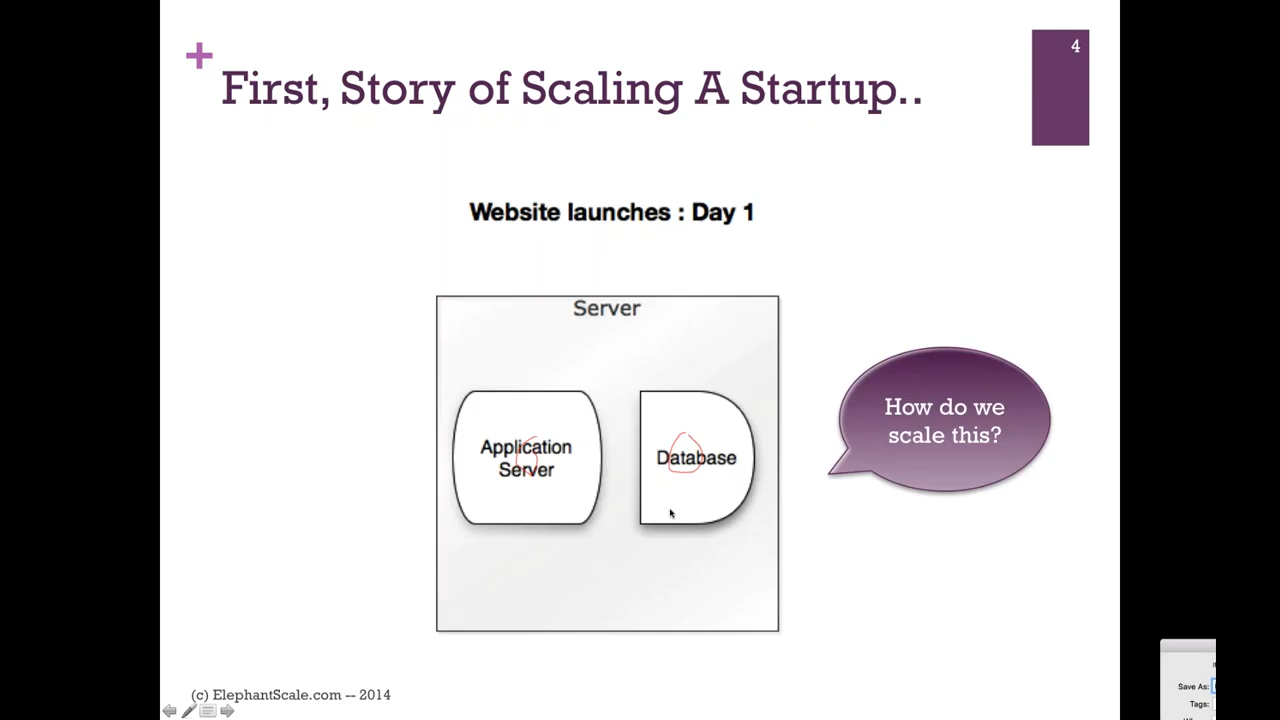 4
+
First, Story of Scaling A Startup..
Website launches : Day 1
Server
Application
Server
Database
How do we
scale this?
(c) ElephantScale.com -- 2014
Save As:
Tags: